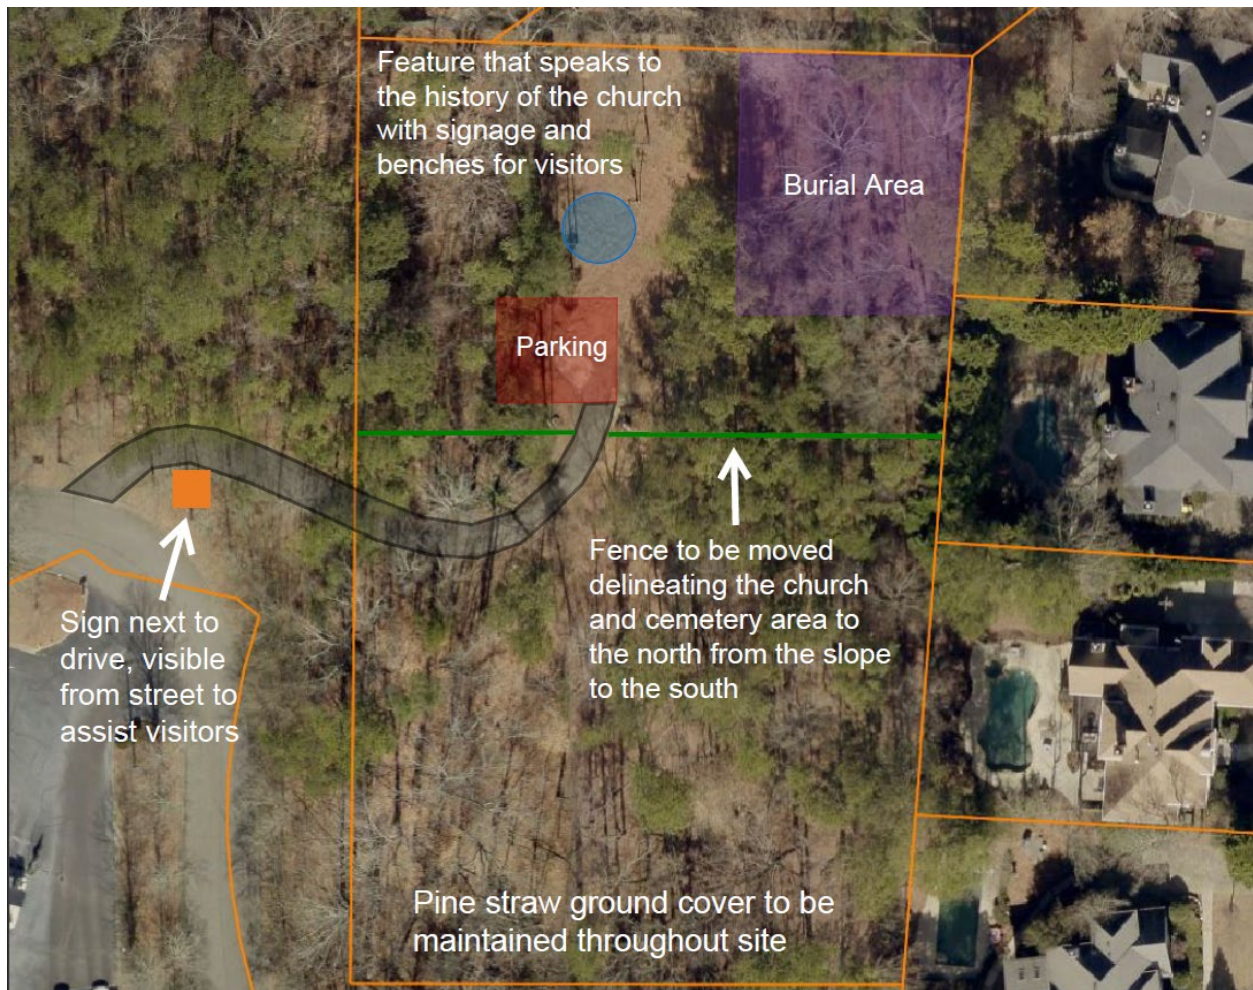 Feature that speaks to
the history of the church
with signage and
benches for visitors
Burial Area
Parking
Fence to be moved
delineating the church
and cemetery area to
the north from the slope
to the south
Sign next to
drive, visible
from street to
assist visitors
Pine straw ground cover to be
maintained throughout site